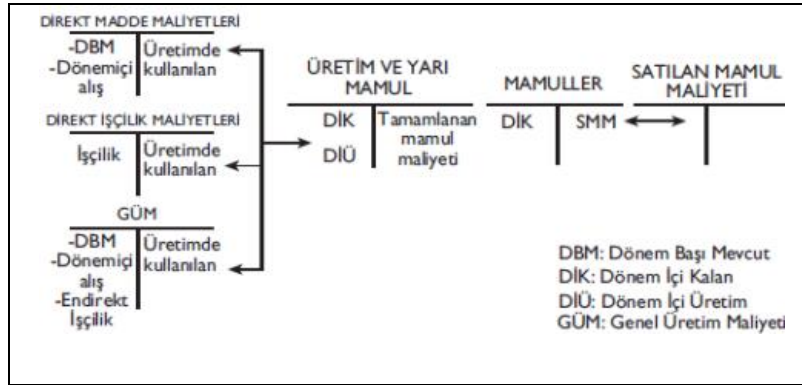 DİREKT MADDE MALİYETLERİ
-DBM
-Dönemiçi
alış
Üretimde
kullanılan
DİREKT İŞÇİLİK MALİYETLERİ
İşçilik
Üretimde
kullanılan
GÜM
-DBM
-Dönemiçi
alış
-Endirekt
İşçilik
Üretimde
kullanılan
ÜRETİM VE YARI
MAMUL
DİK
DİÜ
Tamamlanan
mamul
maliyeti
MAMULLER
DİK
SMM
SATILAN MAMUL
MALİYETİ
DBM: Dönem Başı Mevcut
DİK: Dönem İçi Kalan
DİÜ: Dönem İçi Üretim
GÜM: Genel Üretim Maliyeti